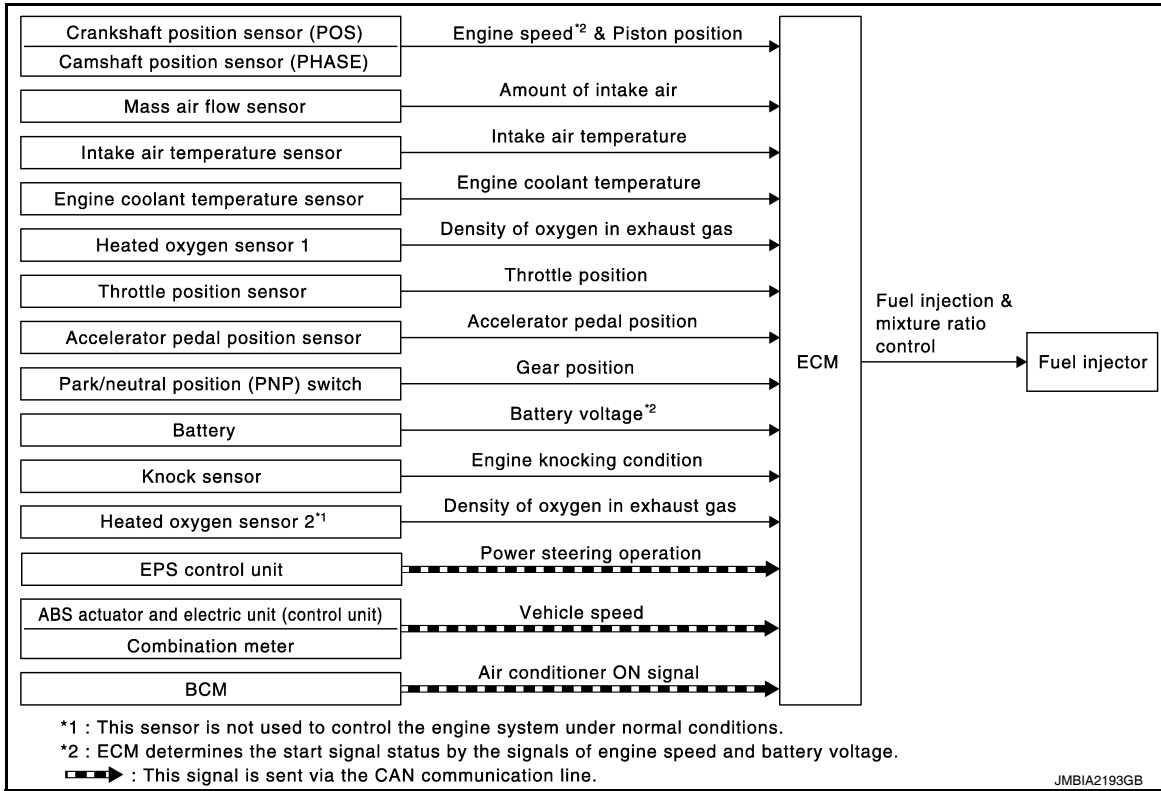 Crankshaft position sensor (POS)
Camshaft position sensor (PHASE)
Engine speed*2 & Piston position
Mass air flow sensor
Amount of intake air
Intake air temperature sensor
Intake air temperature
Engine coolant temperature sensor
Engine coolant temperature
Heated oxygen sensor 1
Density of oxygen in exhaust gas
Throttle position sensor
Throttle position
Accelerator pedal position sensor
Accelerator pedal position
Park/neutral position (PNP) switch
Gear position
Battery
Battery voltage*2
Knock sensor
Engine knocking condition
Heated oxygen sensor 2*1
Density of oxygen in exhaust gas
EPS control unit
Power steering operation
ABS actuator and electric unit (control unit)
Combination meter
Vehicle speed
BCM
Air conditioner ON signal
ECM
Fuel injection &
mixture ratio
control
Fuel injector
*1 : This sensor is not used to control the engine system under normal conditions.
*2 : ECM determines the start signal status by the signals of engine speed and battery voltage.
: This signal is sent via the CAN communication line.
JMBIA2193GB